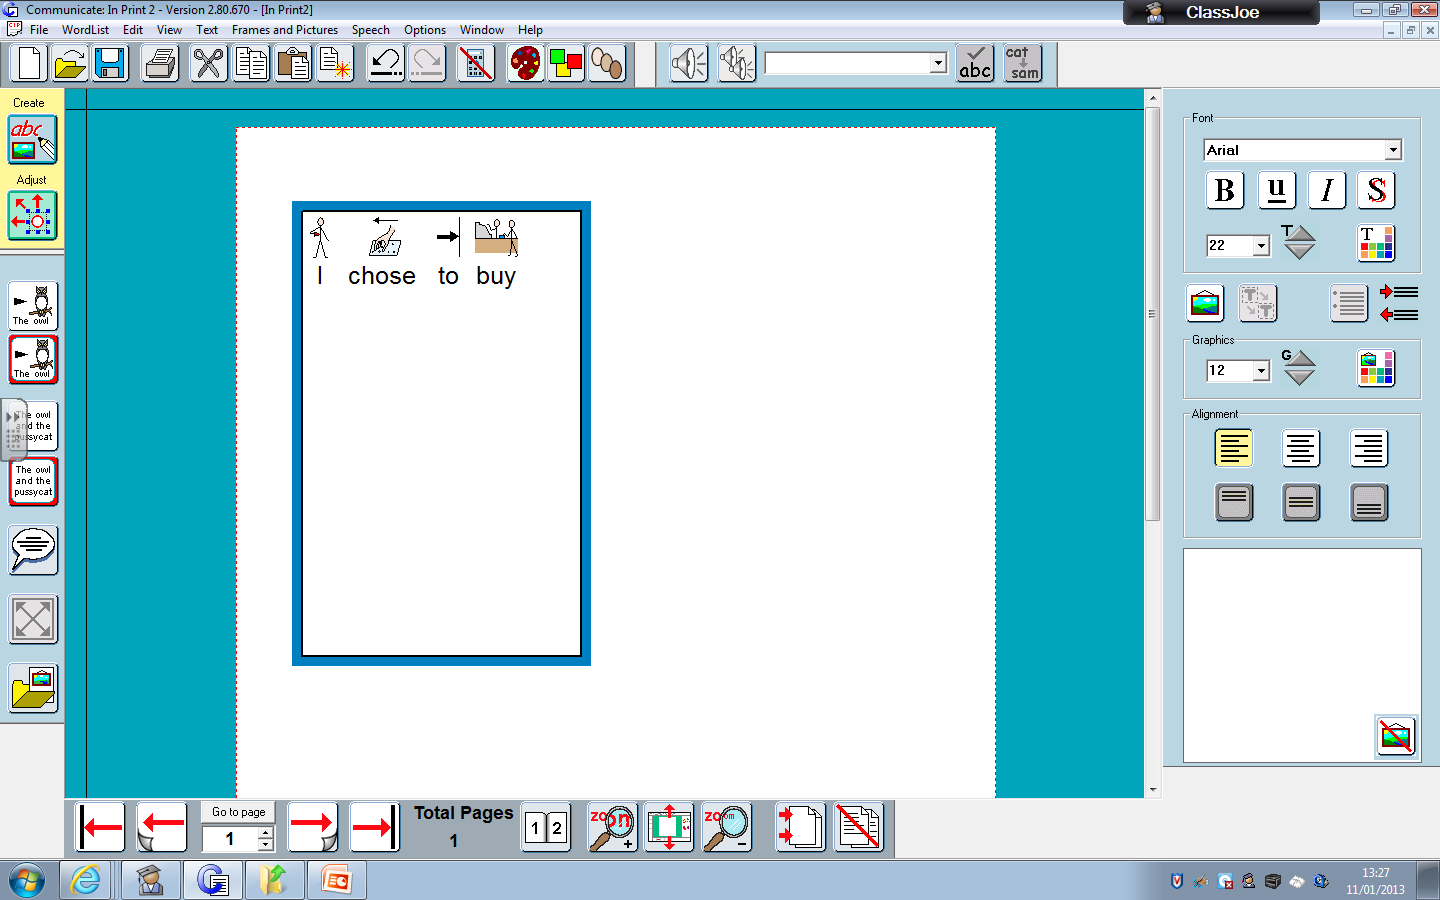 Communicate: In Print 2 - Version 2.80.670 - [In Print2]
ClassJoe
File WordList Edit View Text Frames and Pictures Speech Options Window Help
abc
cat
sam
Create
abc
Adjust
The owl
The owl
The owl
and the
pussycat
The owl
and the
pussycat
I chose to buy
Font
Arial
B u I S
22
T
T
Graphics
12
G
Alignment
Go to page
1
Total Pages
1
1 2
zoom
+
zoom
-
13:27
11/01/2013